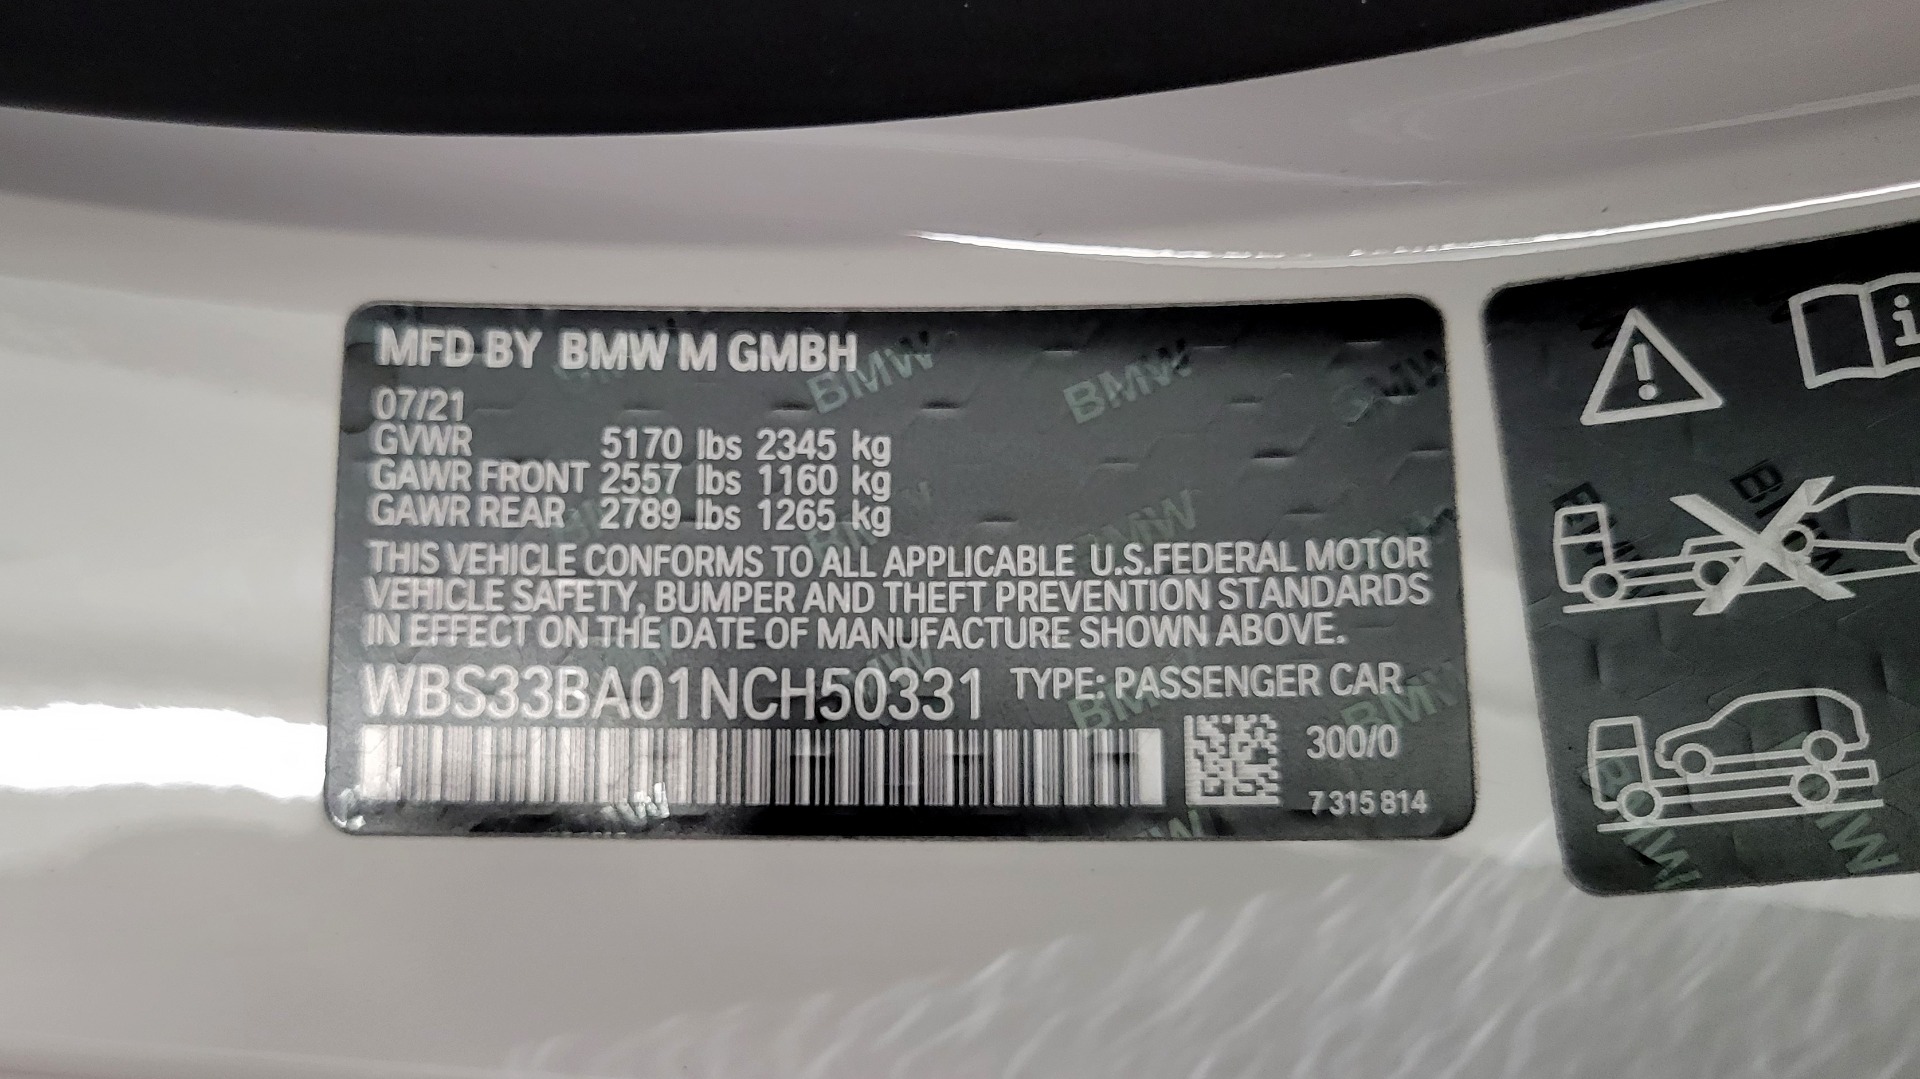 MFD BY BMW M GMBH
07/21
GVWR 5170 lbs 2345 kg
GAWR FRONT 2557 lbs 1160 kg
GAWR REAR 2789 lbs 1265 kg
THIS VEHICLE CONFORMS TO ALL APPLICABLE U.S.FEDERAL MOTOR
VEHICLE SAFETY, BUMPER AND THEFT PREVENTION STANDARDS
IN EFFECT ON THE DATE OF MANUFACTURE SHOWN ABOVE.
WBS33BA01NCH50331 TYPE: PASSENGER CAR
300/0
7 315 814